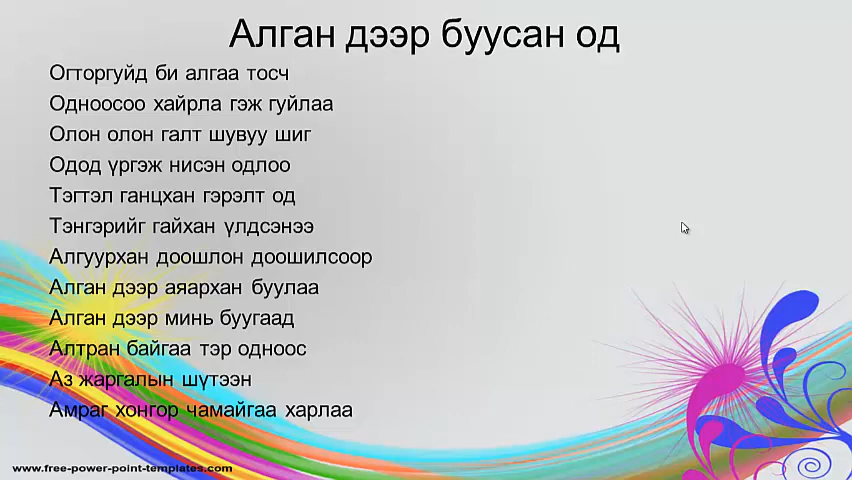 Алган дээр буусан од
Огторгуйд би алгаа тосч
Одноосоо хайрла гэж гуйлаа
Олон олон галт шувуу шиг
Одод үргэж нисэн одлоо
Тэгтэл ганцхан гэрэлт од
Тэнгэрийг гайхан үлдсэнээ
Алгуурхан доошлон доошилсоор
Алган дээр аяархан буулаа
Алган дээр минь буугаад
Алтран байгаа тэр одноос
Аз жаргалын шүтээн
Амраг хонгор чамайгаа харлаа
www.free-power-point-templates.com